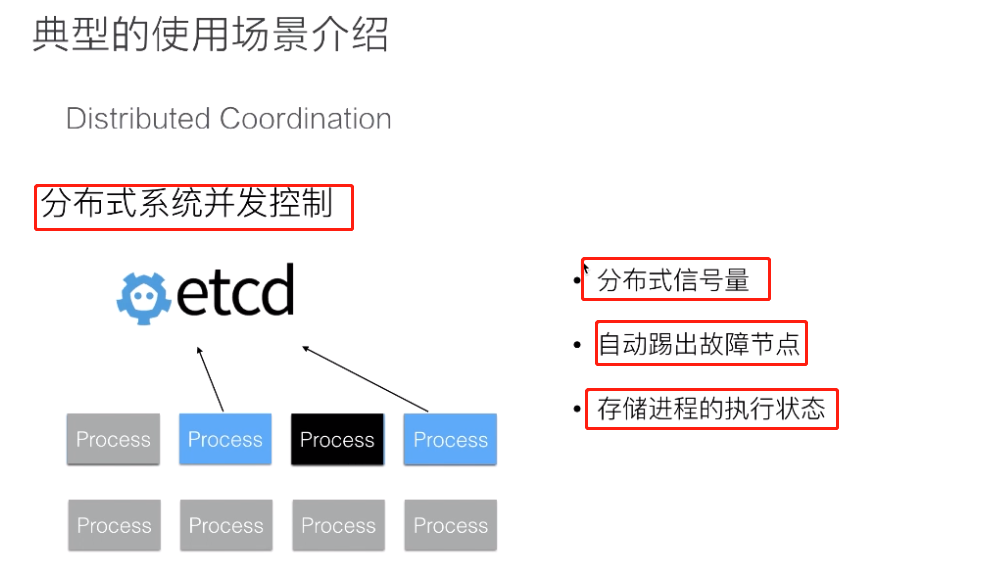 典型的使用场景介绍
Distributed Coordination
分布式系统并发控制
etcd
• 分布式信号量
• 自动踢出故障节点
• 存储进程的执行状态
Process Process Process Process
Process Process Process Process